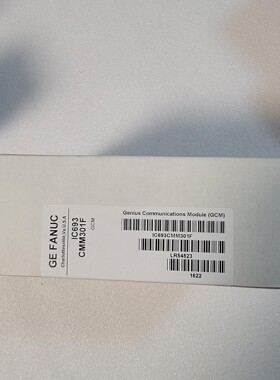 GE FANUC
Charlottesville, Va U.S.A
IC693
CMM301F
GCM
Genius Communications Module (GCM)
IC693CMM301F
LR54523
1622